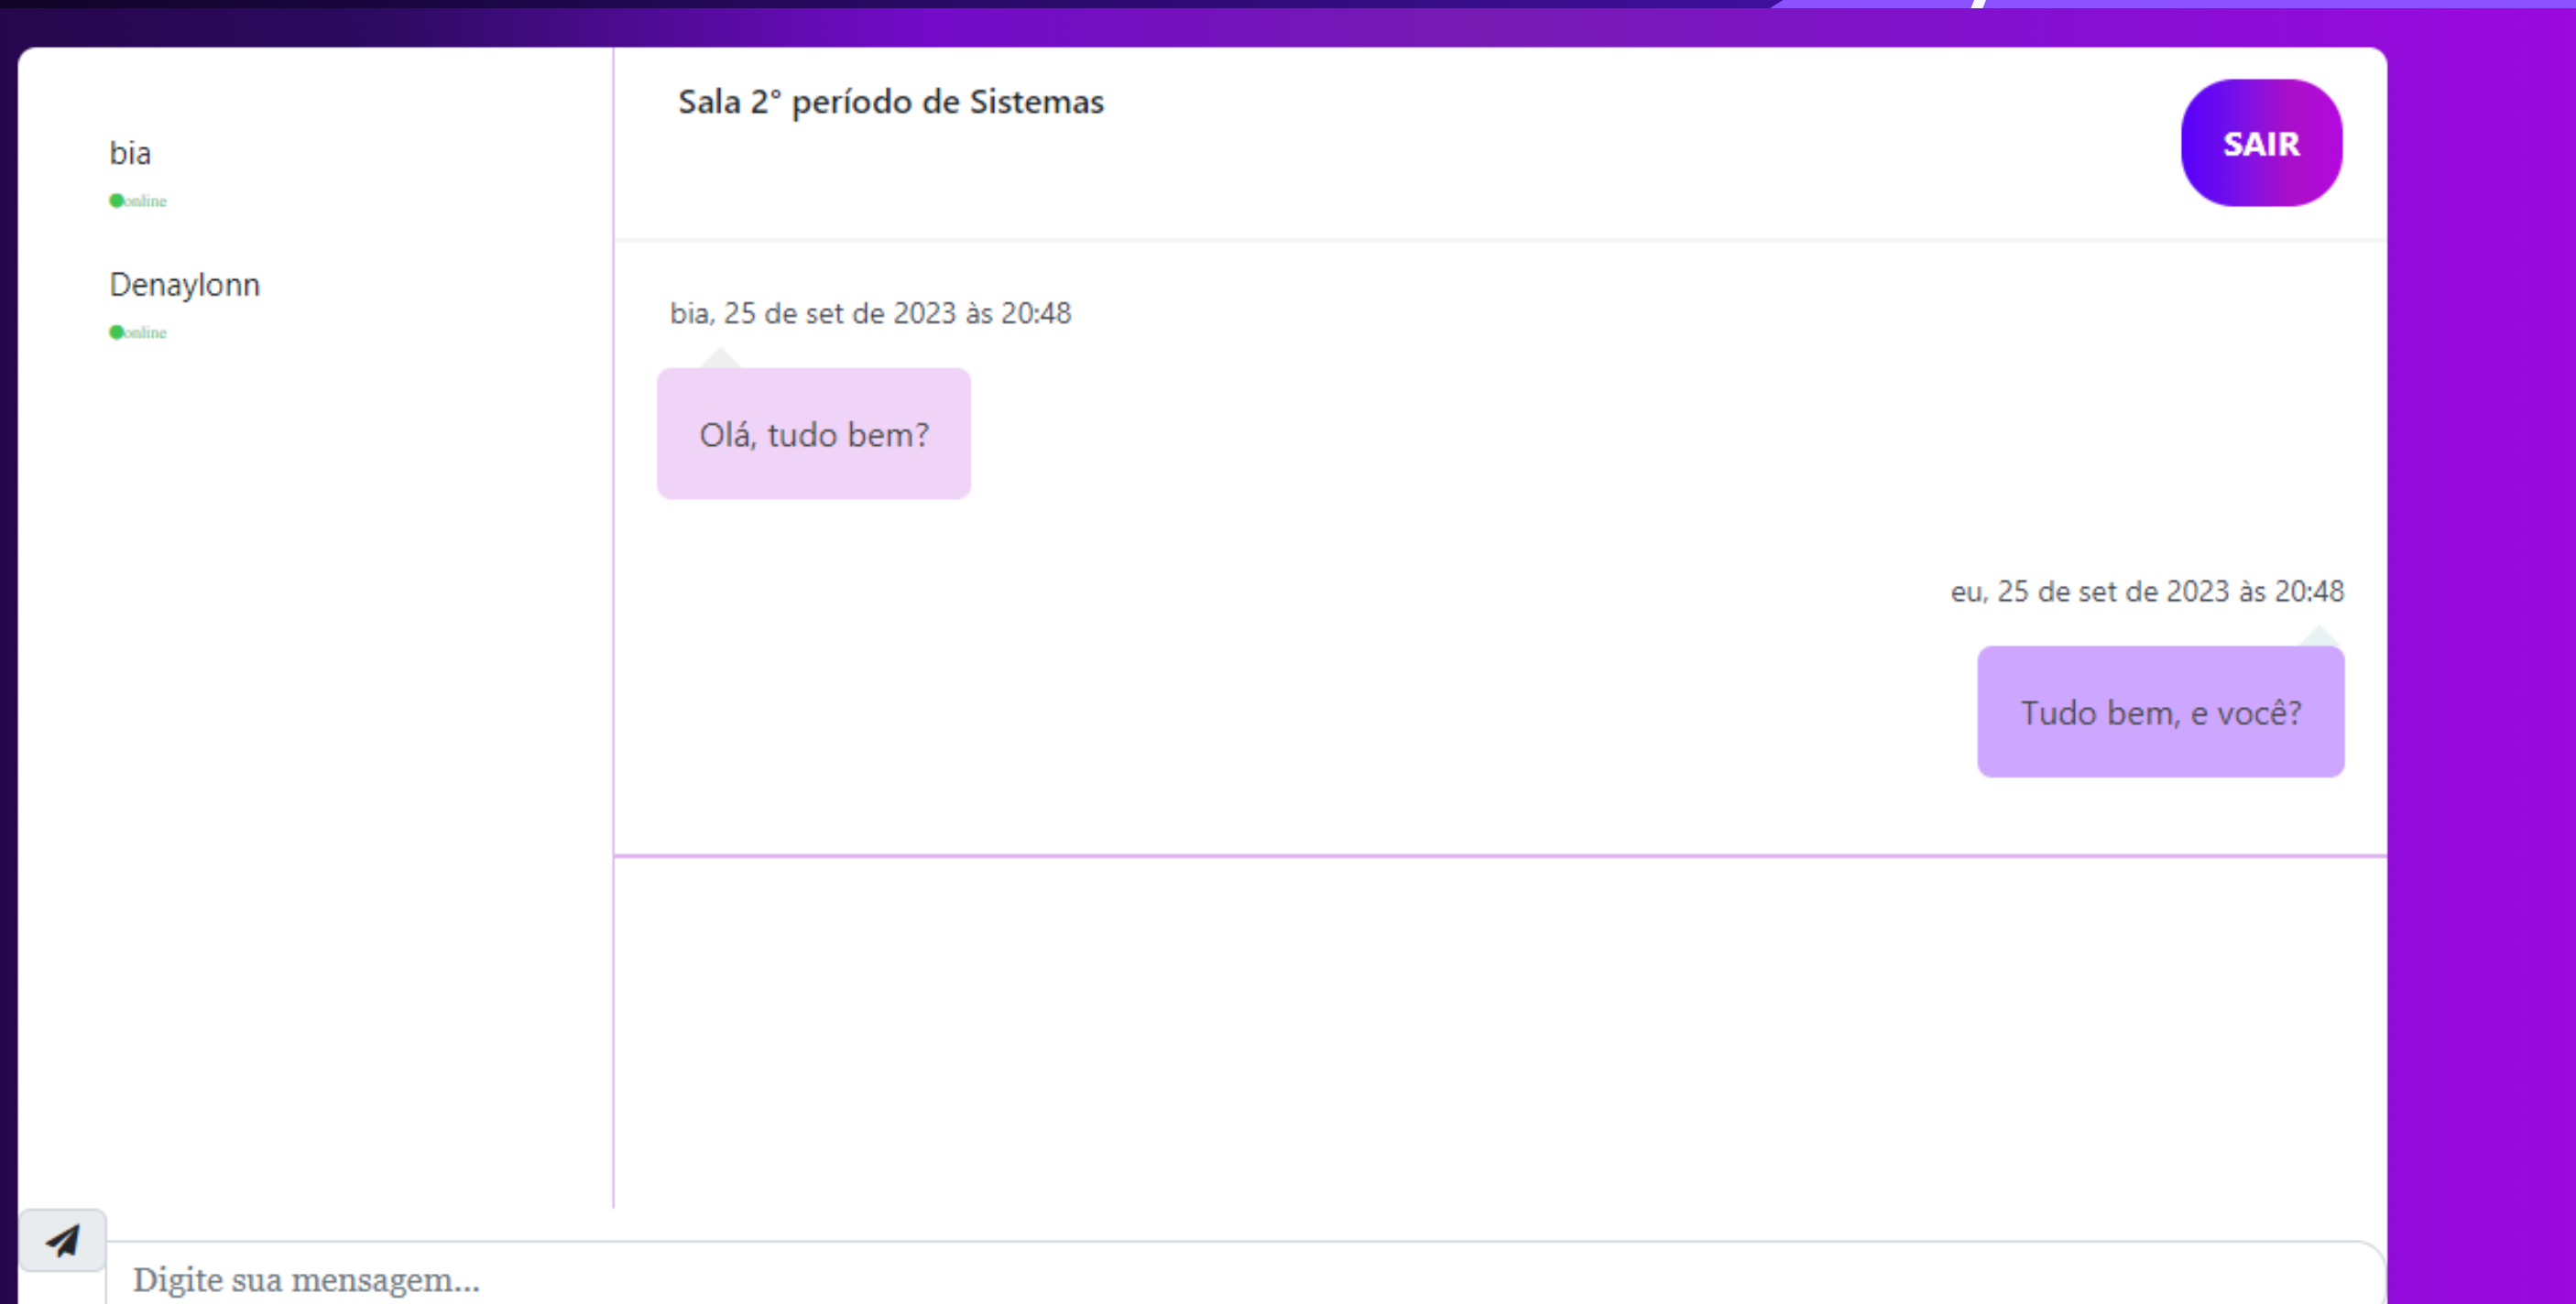 bia
online
Denaylonn
online
Sala 2° período de Sistemas
SAIR
bia, 25 de set de 2023 às 20:48
Olá, tudo bem?
eu, 25 de set de 2023 às 20:48
Tudo bem, e você?
Digite sua mensagem...